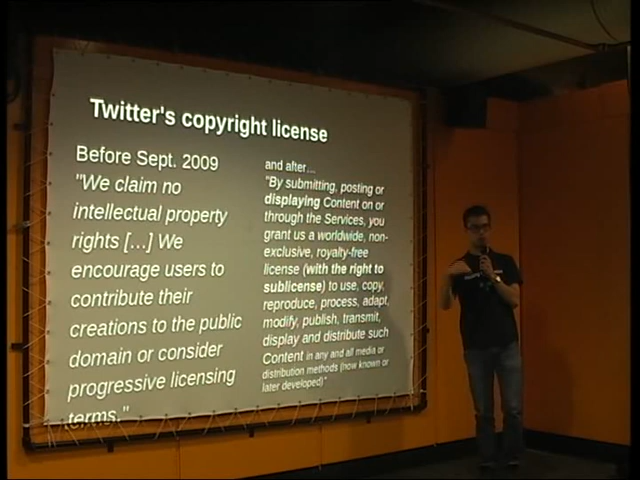 Twitter's copyright license
Before Sept. 2009
"We claim no
intellectual property
rights [...] We
encourage users to
contribute their
creations to the public
domain or consider
progressive licensing
terms."
and after...
"By submitting, posting or
displaying Content on or
through the Services, you
grant us a worldwide, non-
exclusive, royalty-free
license (with the right to
sublicense) to use, copy,
reproduce, process, adapt,
modify, publish, transmit,
display and distribute such
Content in any and all media or
distribution methods (now known or
later developed)"